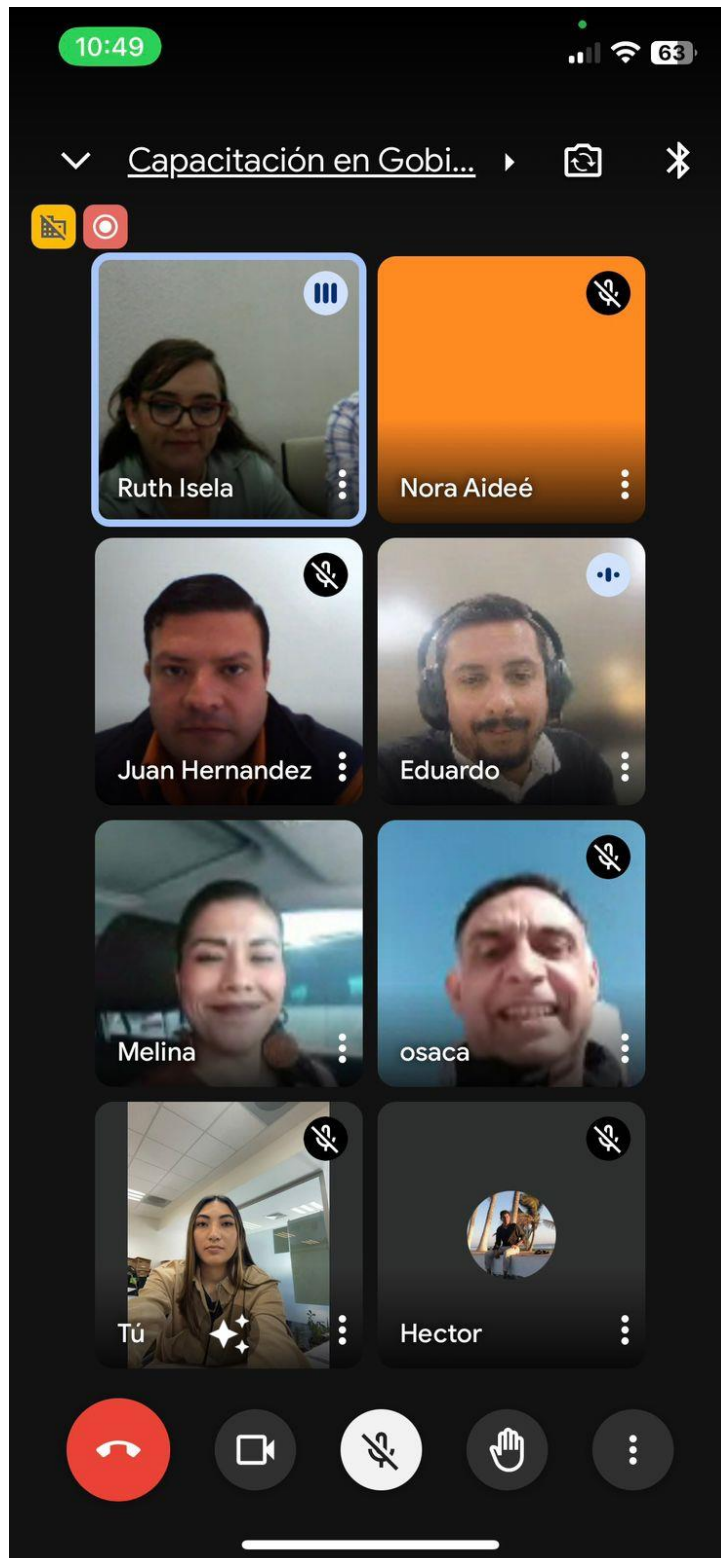 10:49
63
Capacitación en Gobi...
Ruth Isela
Nora Aideé
Juan Hernandez
Eduardo
Melina
osaca
Tú
Hector